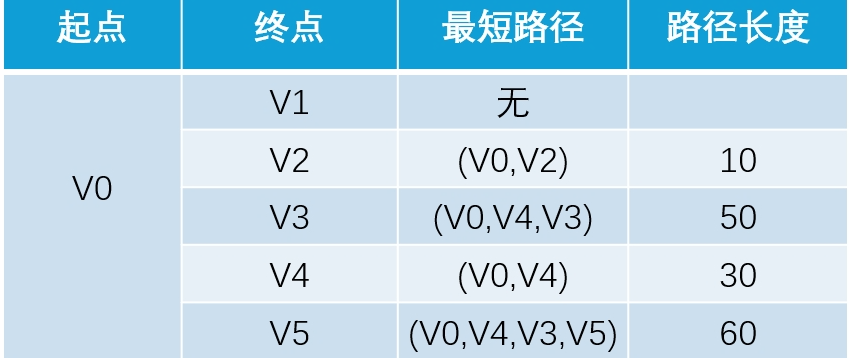 起点 终点 最短路径 路径长度
V0
V1 无
V2 (V0,V2) 10
V3 (V0,V4,V3) 50
V4 (V0,V4) 30
V5 (V0,V4,V3,V5) 60